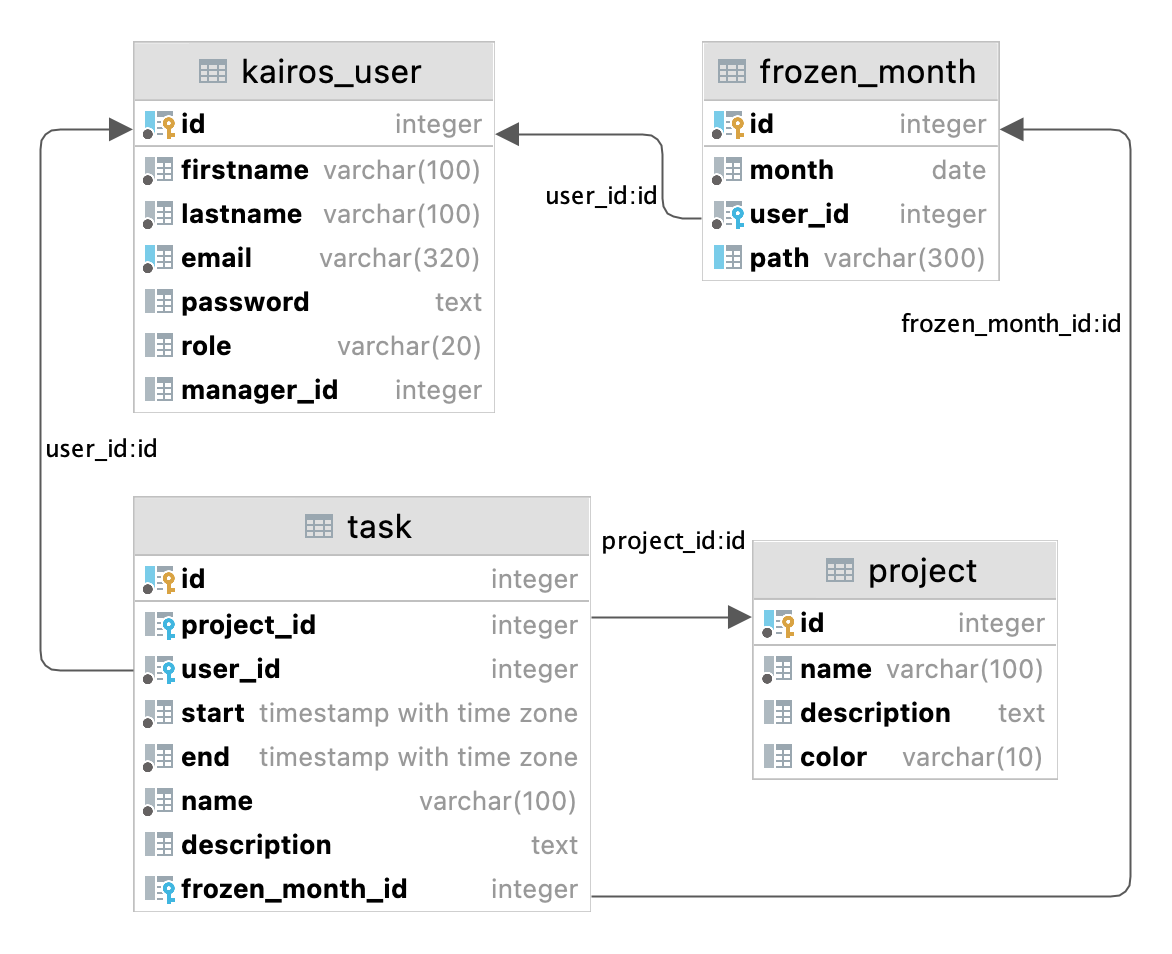 kairos_user
id integer
firstname varchar(100)
lastname varchar(100)
email varchar(320)
password text
role varchar(20)
manager_id integer
frozen_month
id integer
month date
user_id integer
path varchar(300)
user_id:id
frozen_month_id:id
user_id:id
task
id integer
project_id integer
user_id integer
start timestamp with time zone
end timestamp with time zone
name varchar(100)
description text
frozen_month_id integer
project_id:id
project
id integer
name varchar(100)
description text
color varchar(10)